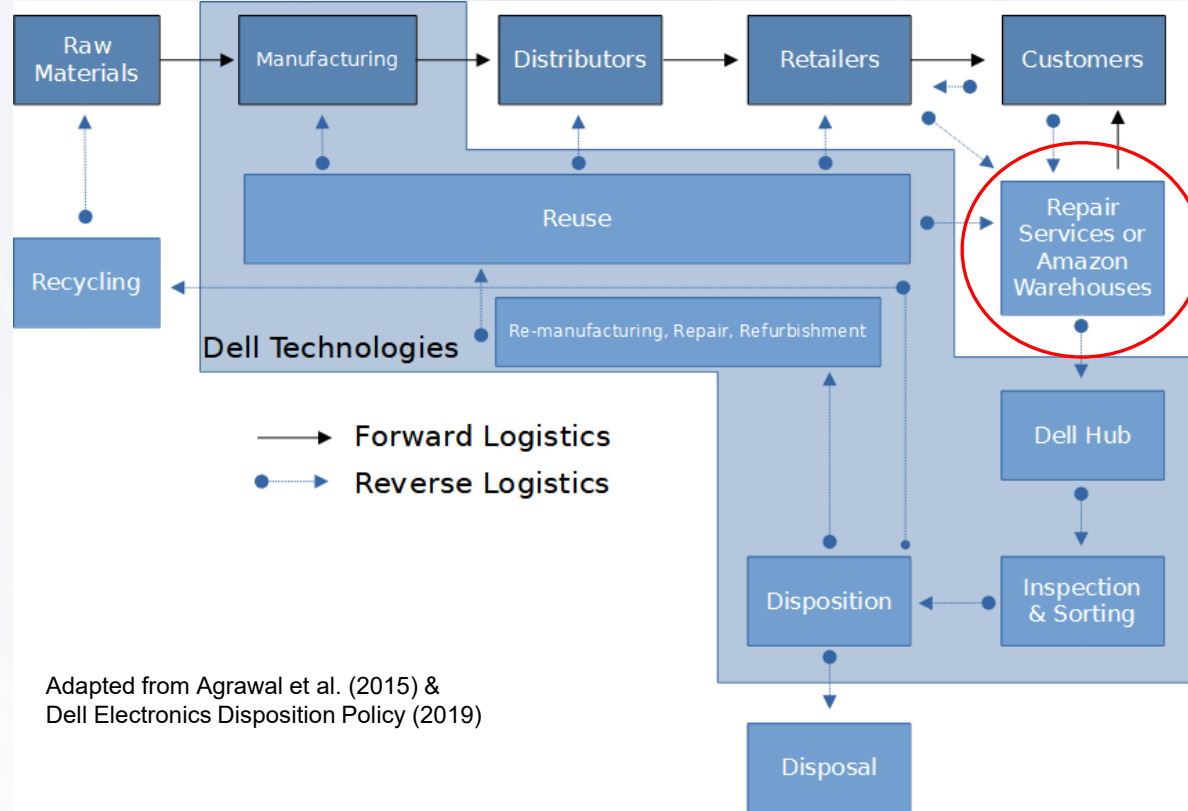 Raw
Materials
Manufacturing
Distributors
Retailers
Customers
Reuse
Repair
Services or
Amazon
Warehouses
Recycling
Re-manufacturing, Repair, Refurbishment
Dell Technologies
Forward Logistics
Dell Hub
Reverse Logistics
Disposition
Inspection
& Sorting
Adapted from Agrawal et al. (2015) &
Dell Electronics Disposition Policy (2019)
Disposal